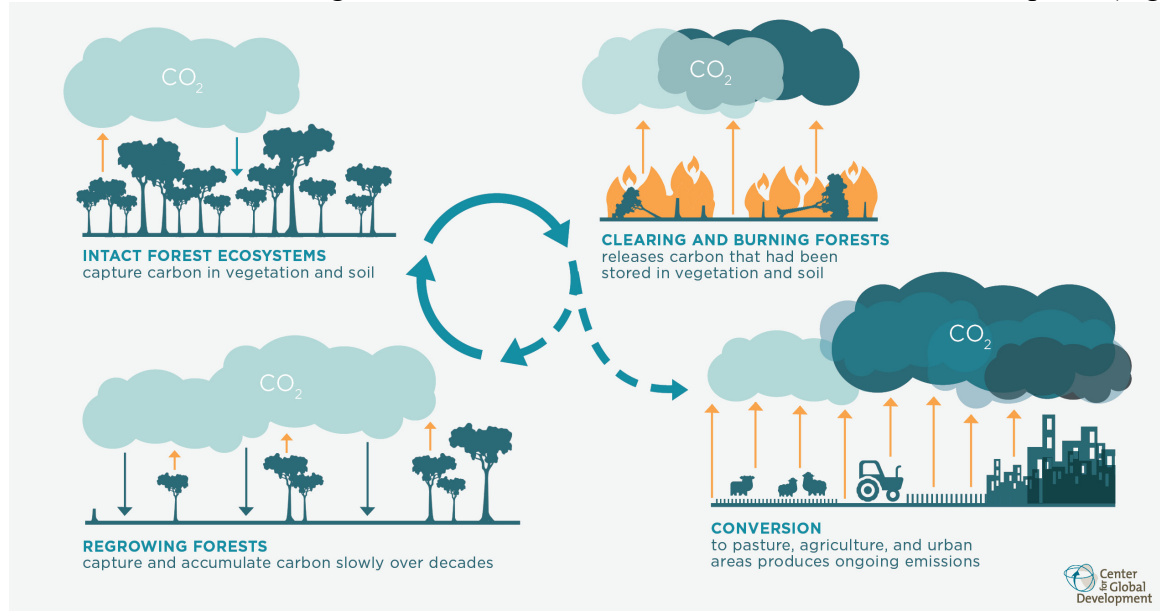 CO₂
INTACT FOREST ECOSYSTEMS
capture carbon in vegetation and soil
CO₂
CLEARING AND BURNING FORESTS
releases carbon that had been
stored in vegetation and soil
CO₂
REGROWING FORESTS
capture and accumulate carbon slowly over decades
CO₂
CONVERSION
to pasture, agriculture, and urban
areas produces ongoing emissions
Center
for Global
Development